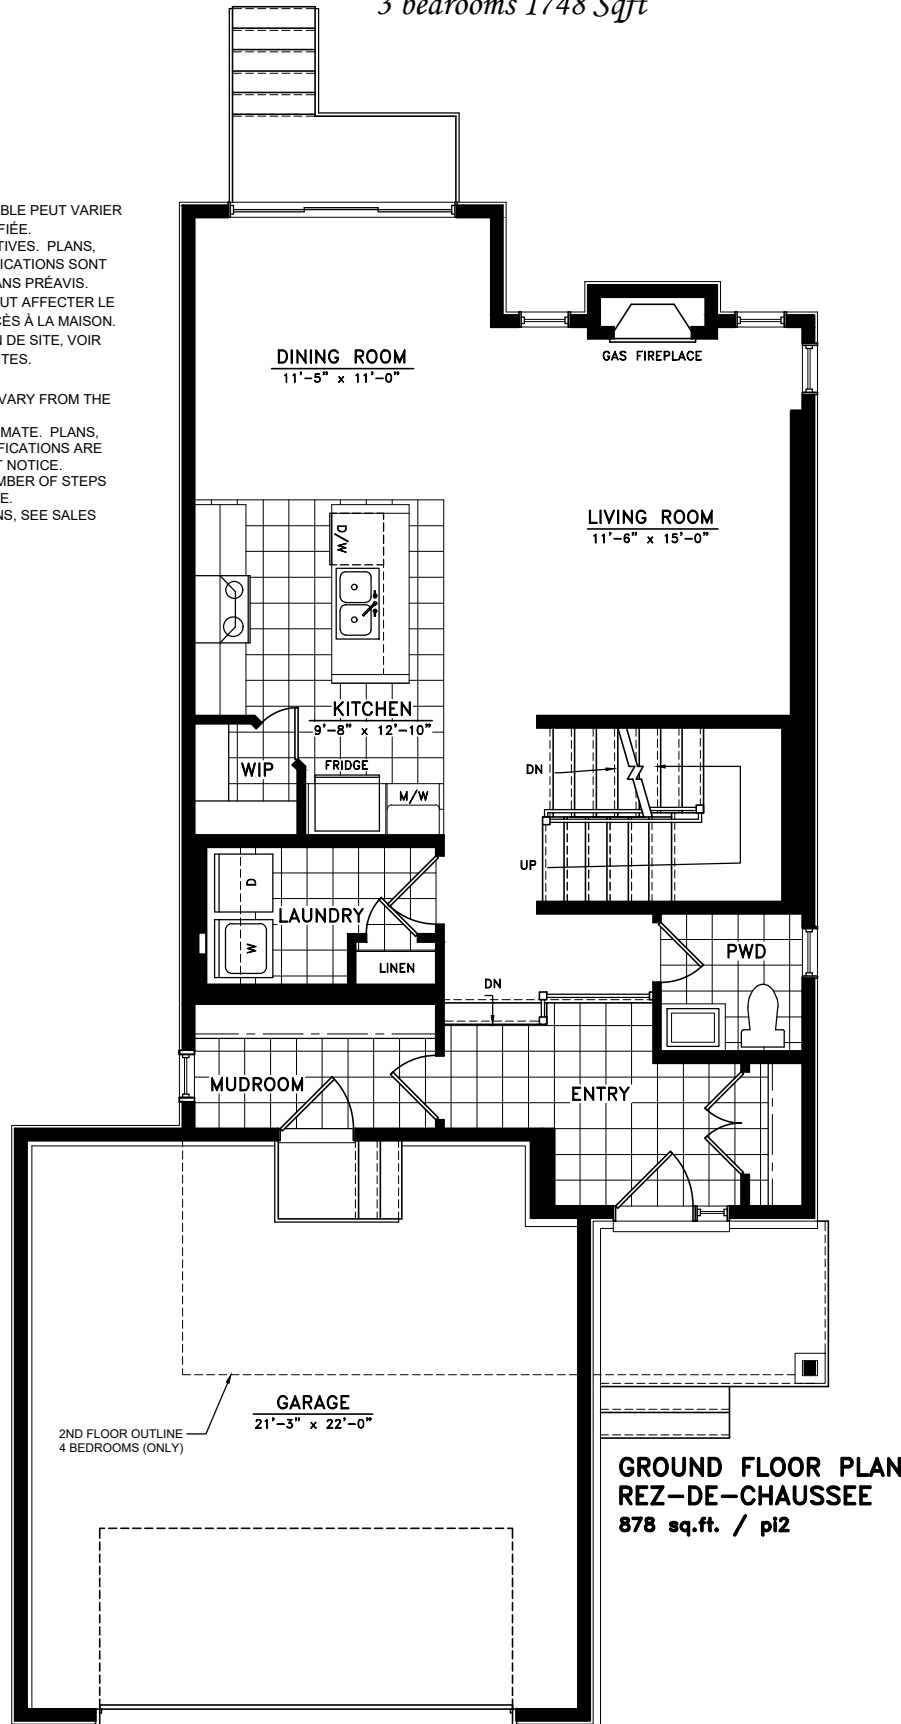 3 bedrooms 1748 Sqft
BLE PEUT VARIER
FIÉE.
TIVES. PLANS,
ICATIONS SONT
ANS PRÉAVIS.
UT AFFECTER LE
CÈS À LA MAISON.
N DE SITE, VOIR
TES.
VARY FROM THE
MATE. PLANS,
FICATIONS ARE
T NOTICE.
MBER OF STEPS
E.
NS, SEE SALES
GAS FIREPLACE
DINING ROOM
11'-5" x 11'-0"
LIVING ROOM
11'-6" x 15'-0"
D/W
KITCHEN
9'-8" x 12'-10"
WIP
FRIDGE
M/W
DN
UP
D
LAUNDRY
W
LINEN
PWD
DN
MUDROOM
ENTRY
GARAGE
21'-3" x 22'-0"
2ND FLOOR OUTLINE
4 BEDROOMS (ONLY)
GROUND FLOOR PLAN
REZ-DE-CHAUSSEE
878 sq.ft. / pi2